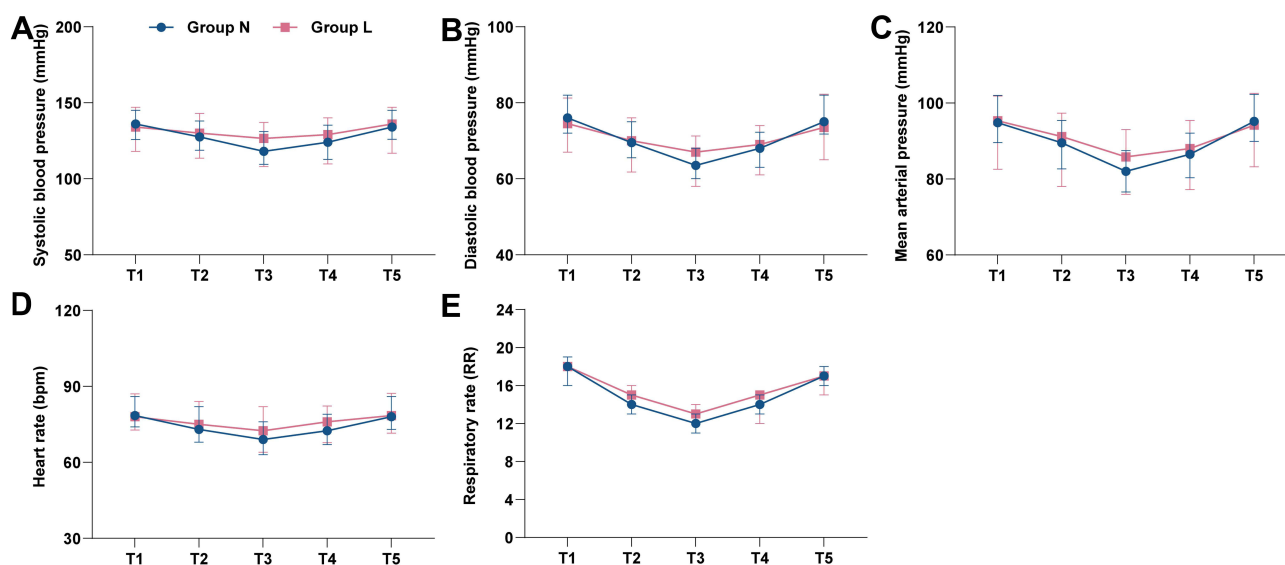 A
Group N
Group L
Systolic blood pressure (mmHg)
200
150
100
50
T1 T2 T3 T4 T5
B
Diastolic blood pressure (mmHg)
100
80
60
40
T1 T2 T3 T4 T5
C
Mean arterial pressure (mmHg)
120
100
80
60
T1 T2 T3 T4 T5
D
Heart rate (bpm)
120
90
60
30
T1 T2 T3 T4 T5
E
Respiratory rate (RR)
24
20
16
12
8
4
0
T1 T2 T3 T4 T5